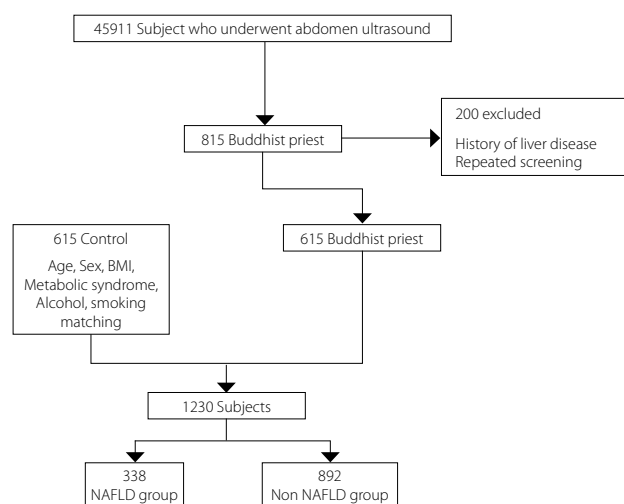 45911 Subject who underwent abdomen ultrasound
200 excluded
History of liver disease
Repeated screening
815 Buddhist priest
615 Control
Age, Sex, BMI,
Metabolic syndrome,
Alcohol, smoking
matching
615 Buddhist priest
1230 Subjects
338
NAFLD group
892
Non NAFLD group